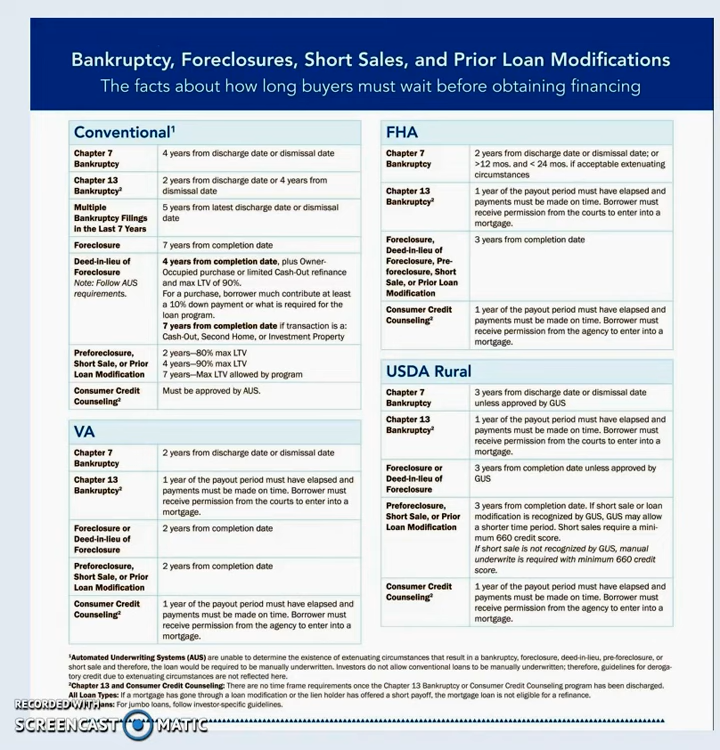 Bankruptcy, Foreclosures, Short Sales, and Prior Loan Modifications
The facts about how long buyers must wait before obtaining financing
Conventional¹
Chapter 7
Bankruptcy
4 years from discharge date or dismissal date
Chapter 13
Bankruptcy²
2 years from discharge date or 4 years from
dismissal date
Multiple
Bankruptcy Filings
in the Last 7 Years
5 years from latest discharge date or dismissal
date
Foreclosure
7 years from completion date
Deed-in-lieu of
Foreclosure
Note: Follow AUS
requirements.
4 years from completion date, plus Owner-
Occupied purchase or limited Cash-Out refinance
and max LTV of 90%.
For a purchase, borrower much contribute at least
a 10% down payment or what is required for the
loan program.
7 years from completion date if transaction is a:
Cash-Out, Second Home, or Investment Property
Preforeclosure,
Short Sale, or Prior
Loan Modification
2 years—80% max LTV
4 years—90% max LTV
7 years—Max LTV allowed by program
Consumer Credit
Counseling²
Must be approved by AUS.
VA
Chapter 7
Bankruptcy
2 years from discharge date or dismissal date
Chapter 13
Bankruptcy²
1 year of the payout period must have elapsed and
payments must be made on time. Borrower must
receive permission from the courts to enter into a
mortgage.
Foreclosure or
Deed-in-Lieu of
Foreclosure
2 years from completion date
Preforeclosure,
Short Sale, or Prior
Loan Modification
2 years from completion date
Consumer Credit
Counseling²
1 year of the payout period must have elapsed and
payments must be made on time. Borrower must
receive permission from the agency to enter into a
mortgage.
FHA
Chapter 7
Bankruptcy
2 years from discharge date or dismissal date; or
>12 mos. and < 24 mos. if acceptable extenuating
circumstances
Chapter 13
Bankruptcy²
1 year of the payout period must have elapsed and
payments must be made on time. Borrower must
receive permission from the courts to enter into a
mortgage.
Foreclosure,
Deed-in-Lieu of
Foreclosure, Pre-
foreclosure, Short
Sale, or Prior Loan
Modification
3 years from completion date
Consumer Credit
Counseling²
1 year of the payout period must have elapsed and
payments must be made on time. Borrower must
receive permission from the agency to enter into a
mortgage.
USDA Rural
Chapter 7
Bankruptcy
3 years from discharge date or dismissal date
unless approved by GUS
Chapter 13
Bankruptcy²
1 year of the payout period must have elapsed and
payments must be made on time. Borrower must
receive permission from the courts to enter into a
mortgage.
Foreclosure or
Deed-in-Lieu of
Foreclosure
3 years from completion date unless approved by
GUS
Preforeclosure,
Short Sale, or Prior
Loan Modification
3 years from completion date. If short sale or loan
modification is recognized by GUS, GUS may allow
a shorter time period. Short sales require a mini-
mum 660 credit score.
If short sale is not recognized by GUS, manual
underwrite is required with minimum 660 credit
score.
Consumer Credit
Counseling²
1 year of the payout period must have elapsed and
payments must be made on time. Borrower must
receive permission from the agency to enter into a
mortgage.
¹Automated Underwriting Systems (AUS) are unable to determine the existence of extenuating circumstances that result in a bankruptcy, foreclosure, deed-in-lieu, pre-foreclosure, or
short sale and therefore, the loan would be required to be manually underwritten. Investors do not allow conventional loans to be manually underwritten; therefore, guidelines for deroga-
tory credit due to extenuating circumstances are not reflected here.
²Chapter 13 and Consumer Credit Counseling: There are no time frame requirements once the Chapter 13 Bankruptcy or Consumer Credit Counseling program has been discharged.
All Loan Types: If a mortgage has gone through a loan modification or the lien holder has offered a short payoff, the mortgage loan is not eligible for a refinance.
For jumbo loans, follow investor-specific guidelines.
RECORDED WITH
SCREENCAST MATIC